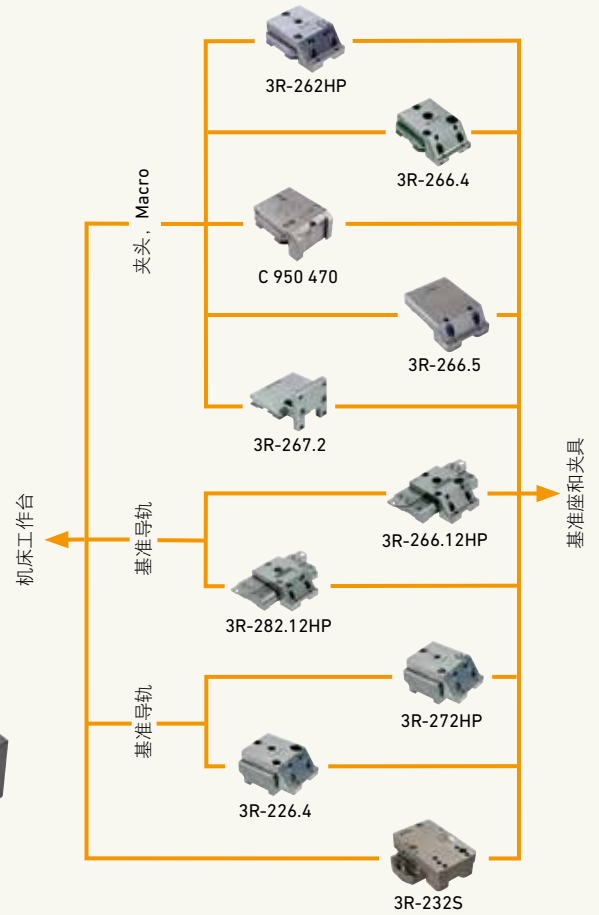 3R-262HP
3R-266.4
夹头，Macro
C 950 470
3R-266.5
3R-267.2
机床工作台
基准导轨
3R-266.12HP
基准座和夹具
3R-282.12HP
基准导轨
3R-272HP
3R-226.4
3R-232S